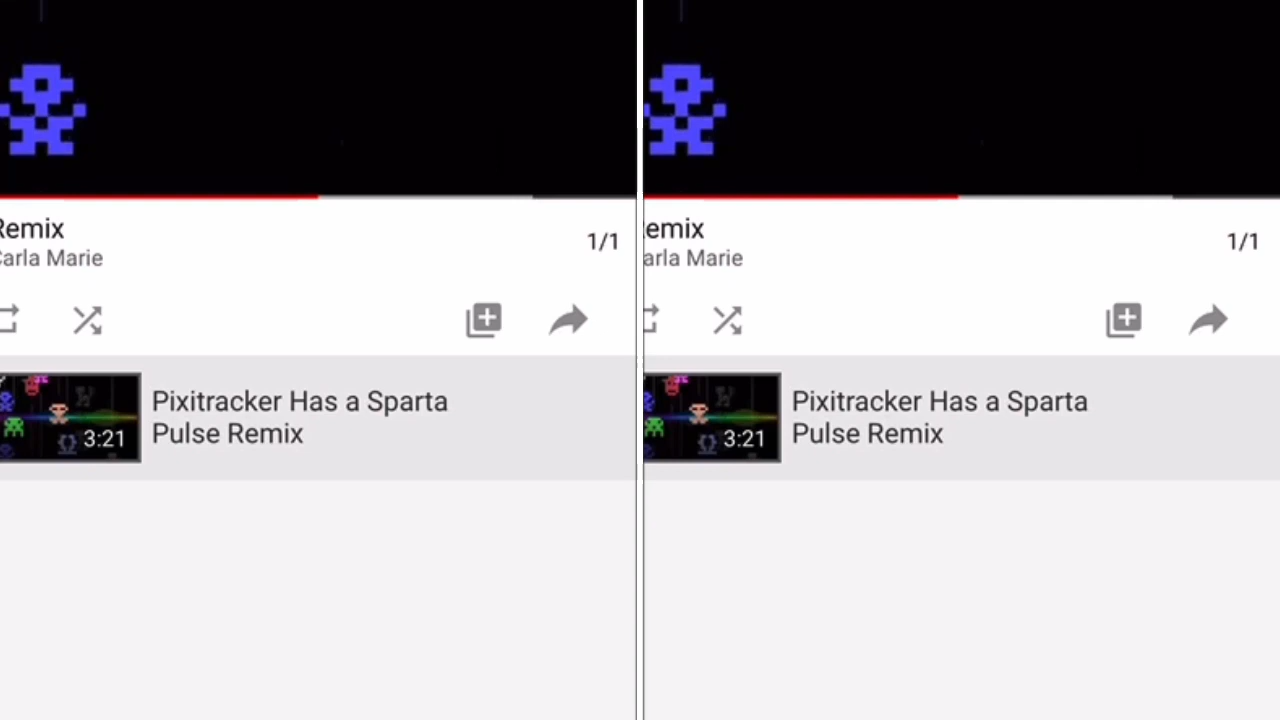 Remix
Carla Marie
1/1
3:21
Pixitracker Has a Sparta
Pulse Remix
emix
arla Marie
1/1
3:21
Pixitracker Has a Sparta
Pulse Remix